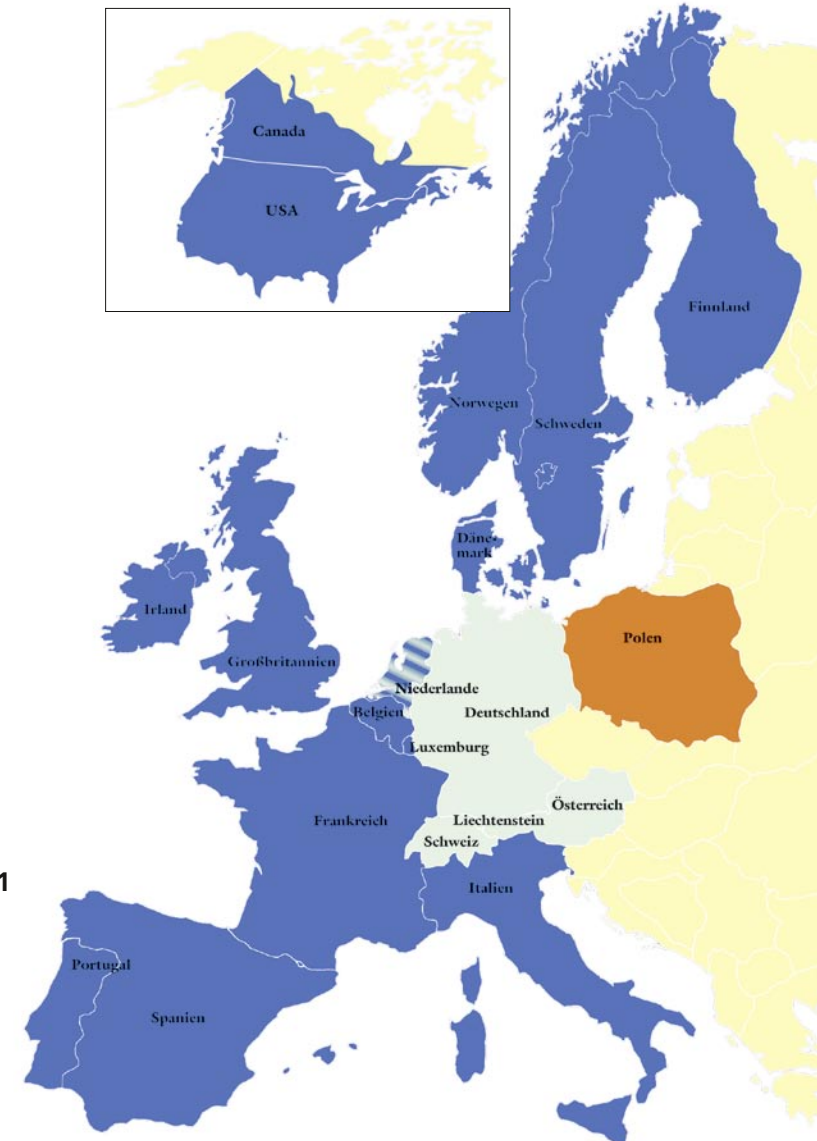 Canada
USA
Finnland
Norwegen
Schweden
Däne-
mark
Irland
Polen
Großbritannien
Niederlande
Belgien
Deutschland
Luxemburg
Österreich
Frankreich
Liechtenstein
Schweiz
1
Italien
Portugal
Spanien